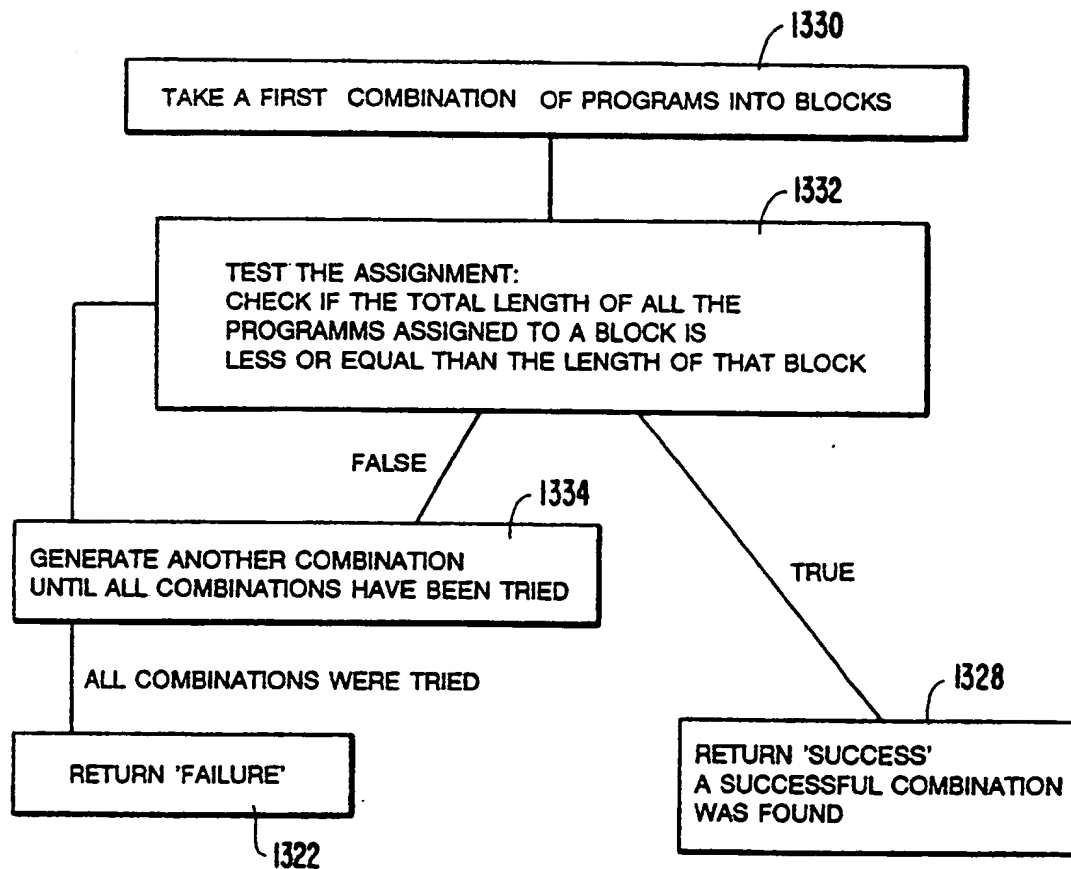 1330
TAKE A FIRST COMBINATION OF PROGRAMS INTO BLOCKS
1332
TEST THE ASSIGNMENT:
CHECK IF THE TOTAL LENGTH OF ALL THE
PROGRAMMS ASSIGNED TO A BLOCK IS
LESS OR EQUAL THAN THE LENGTH OF THAT BLOCK
FALSE
1334
GENERATE ANOTHER COMBINATION
UNTIL ALL COMBINATIONS HAVE BEEN TRIED
TRUE
ALL COMBINATIONS WERE TRIED
1328
RETURN 'FAILURE'
1322
RETURN 'SUCCESS'
A SUCCESSFUL COMBINATION
WAS FOUND